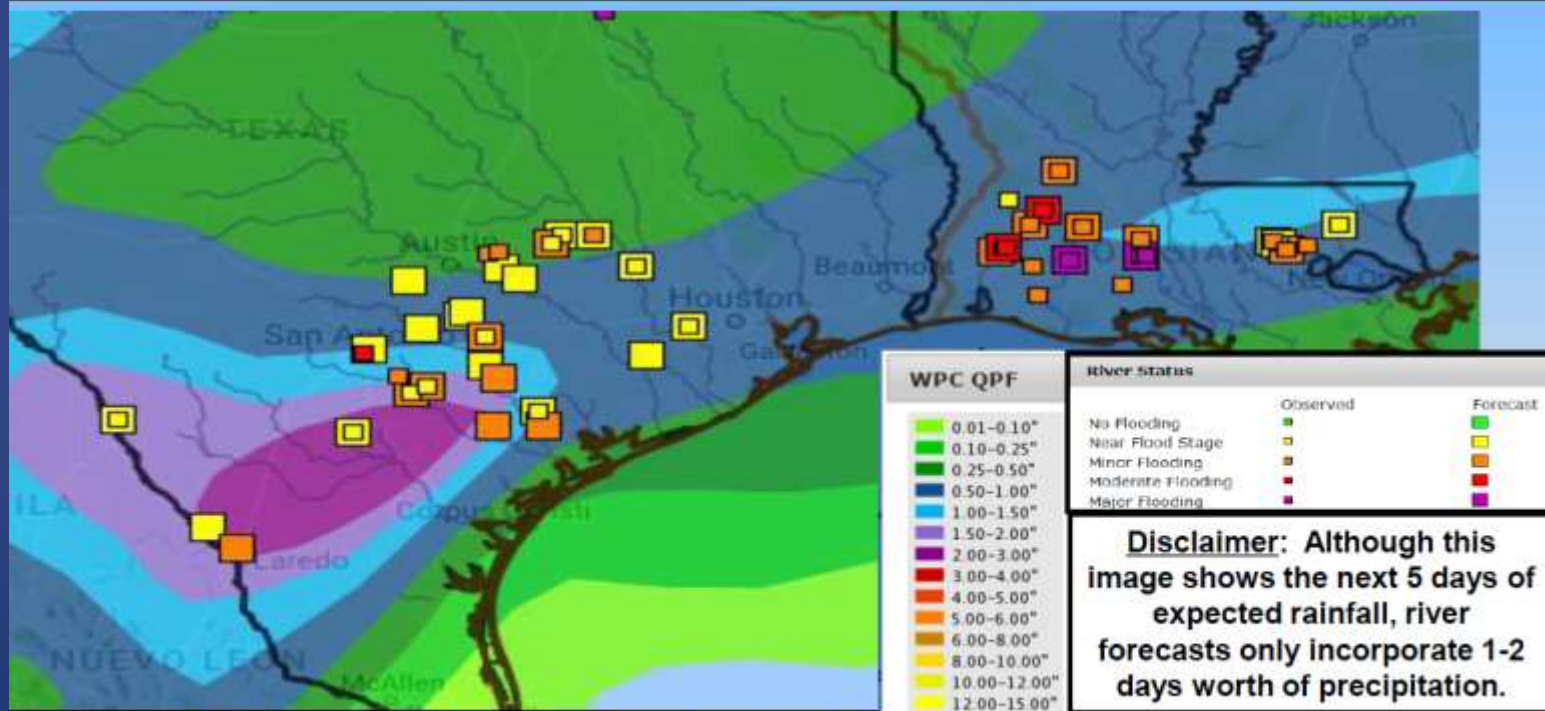 Jackson
TEXAS
Austin
Beaumont
Houston
San Anto
Galveston
New Or
ILA
Corpus Christi
Laredo
NUEVO LEON
McAllen
WPC QPF
0.01-0.10"
0.10-0.25"
0.25-0.50"
0.50-1.00"
1.00-1.50"
1.50-2.00"
2.00-3.00"
3.00-4.00"
4.00-5.00"
5.00-6.00"
6.00-8.00"
8.00-10.00"
10.00-12.00"
12.00-15.00"
River Status
Observed Forecast
No Flooding
Near Flood Stage
Minor Flooding
Moderate Flooding
Major Flooding
Disclaimer: Although this
image shows the next 5 days of
expected rainfall, river
forecasts only incorporate 1-2
days worth of precipitation.